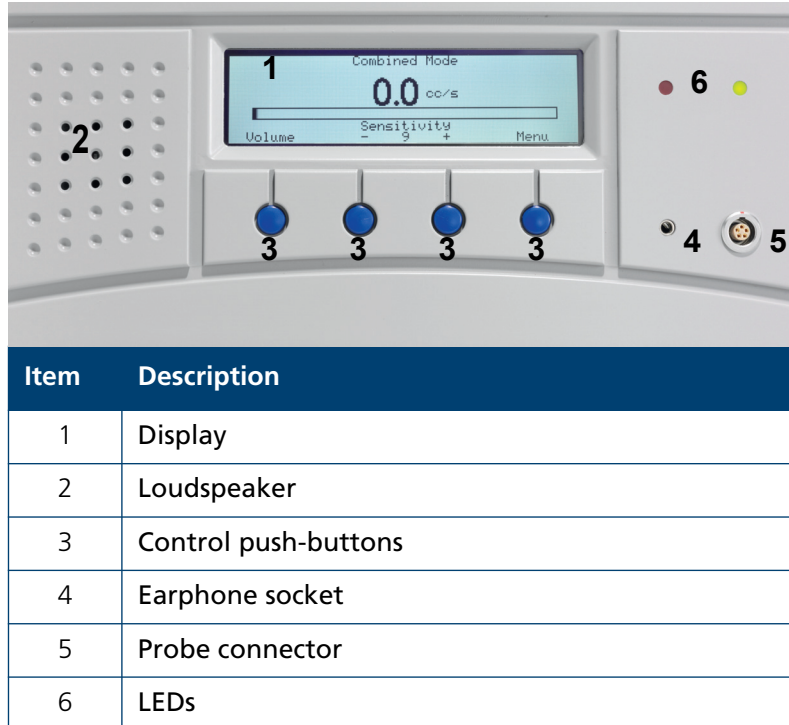 1
Combined Mode
0.0 cc/s
Sensitivity
Volume - 9 + Menu
2
6
3 3 3 3
4
5
Item Description
1 Display
2 Loudspeaker
3 Control push-buttons
4 Earphone socket
5 Probe connector
6 LEDs